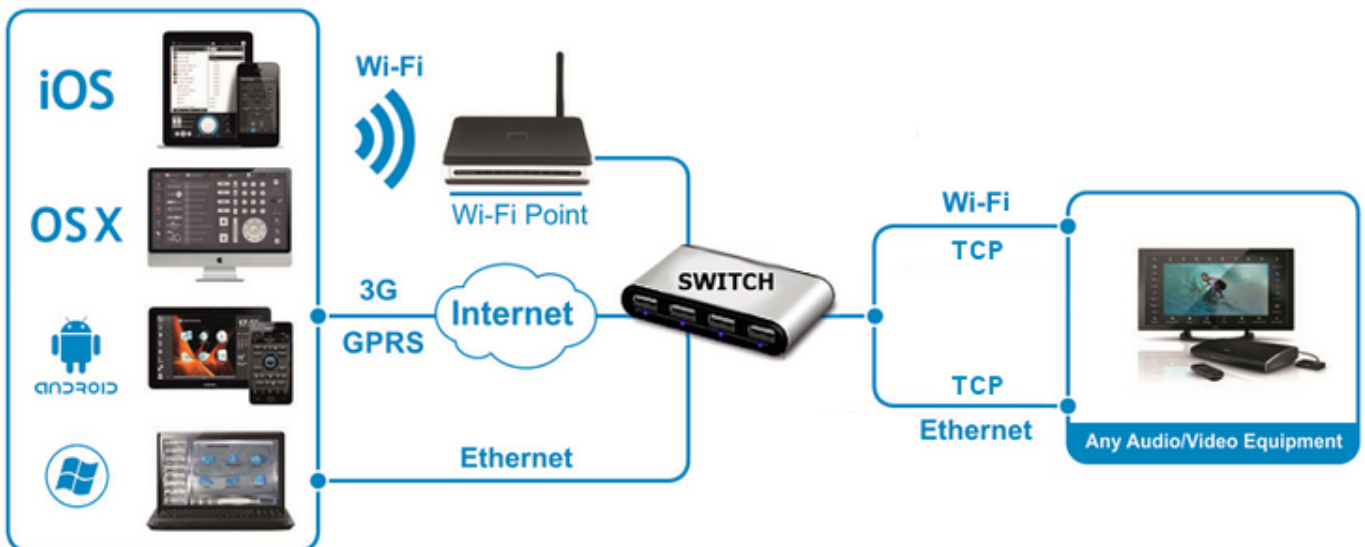 iOS
OS X
ANDROID
Wi-Fi
Wi-Fi Point
3G
GPRS
Internet
Ethernet
SWITCH
Wi-Fi
TCP
TCP
Ethernet
Any Audio/Video Equipment